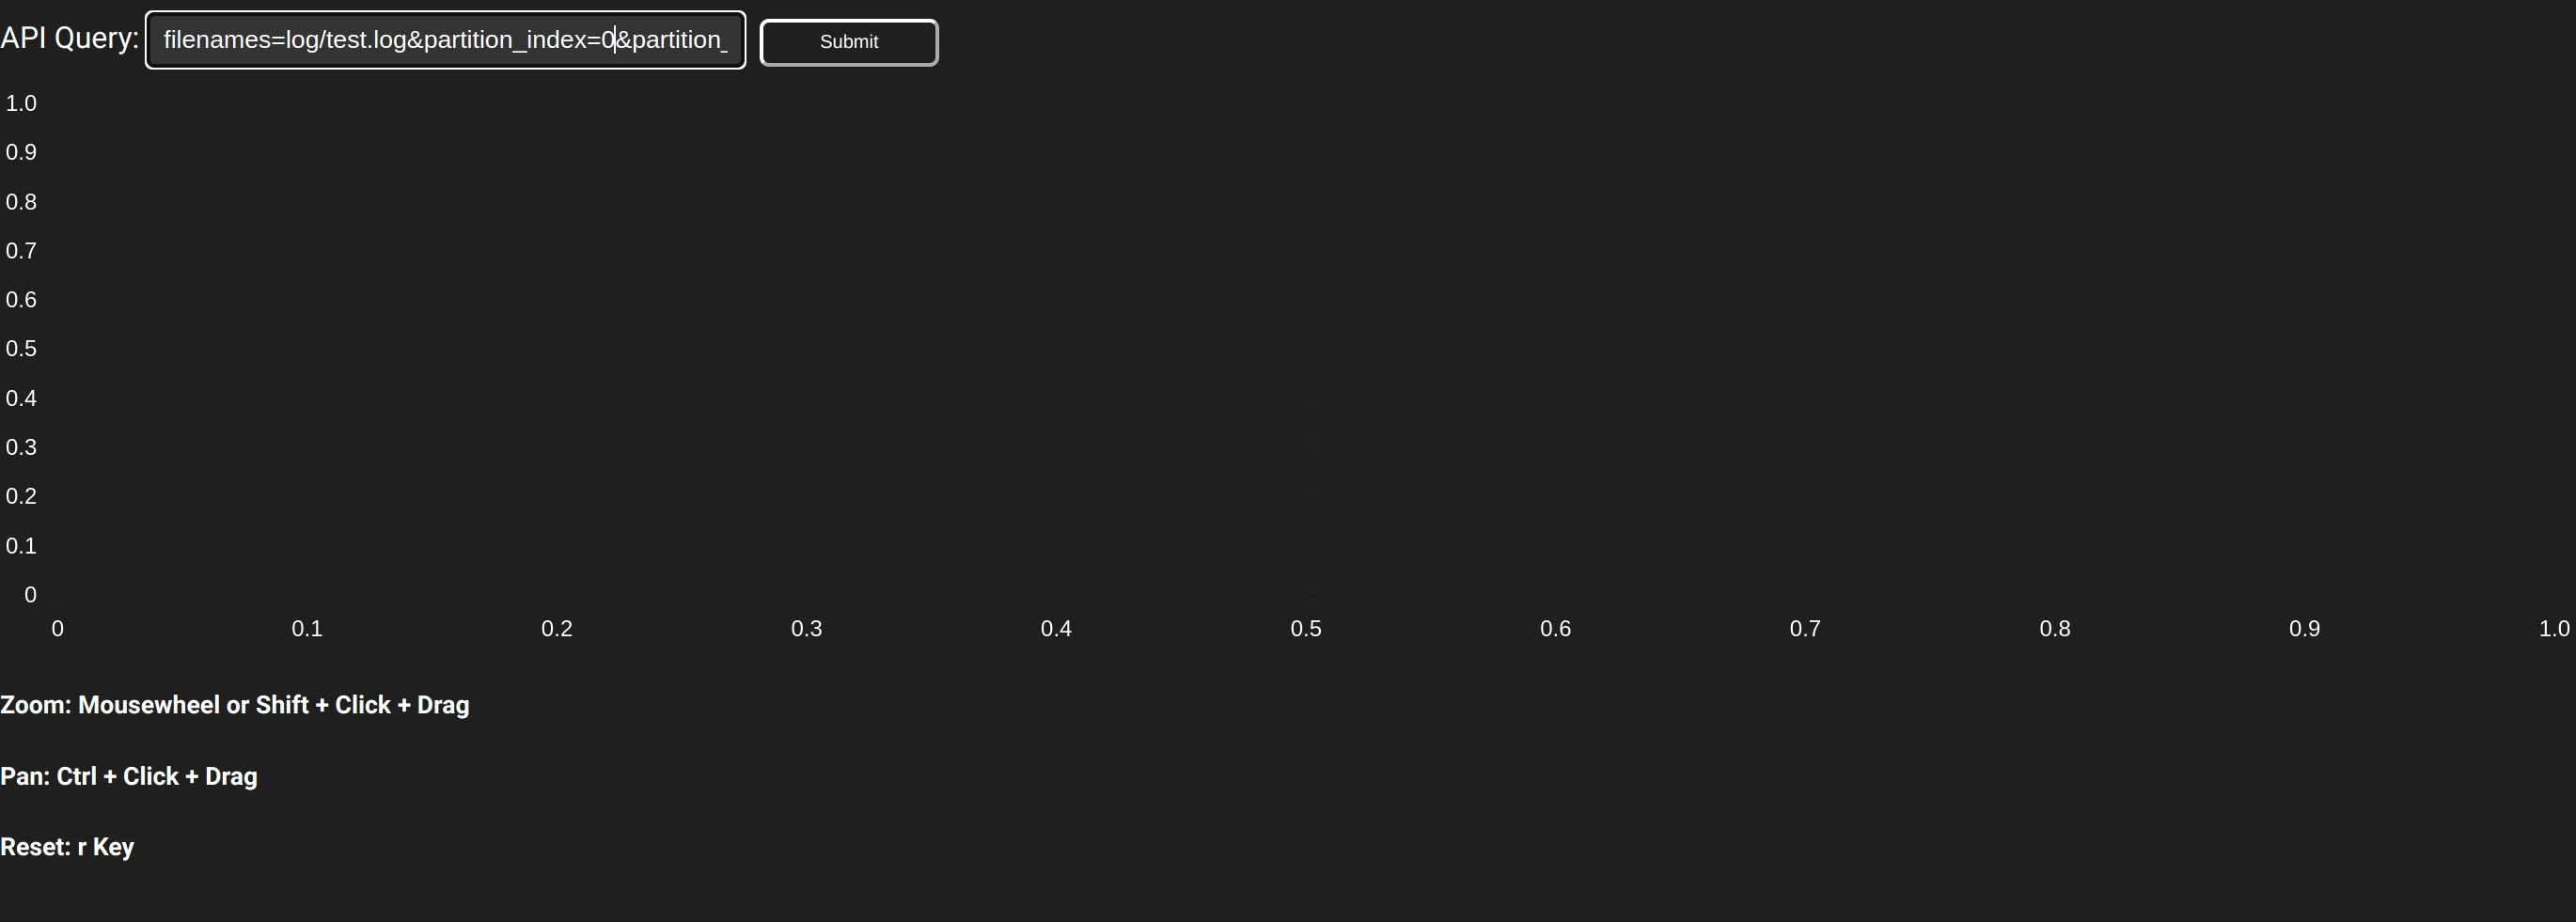 API Query: filenames=log/test.log&partition_index=0&partition_ Submit
1.0
0.9
0.8
0.7
0.6
0.5
0.4
0.3
0.2
0.1
0
0 0.1 0.2 0.3 0.4 0.5 0.6 0.7 0.8 0.9 1.0
Zoom: Mousewheel or Shift + Click + Drag
Pan: Ctrl + Click + Drag
Reset: r Key